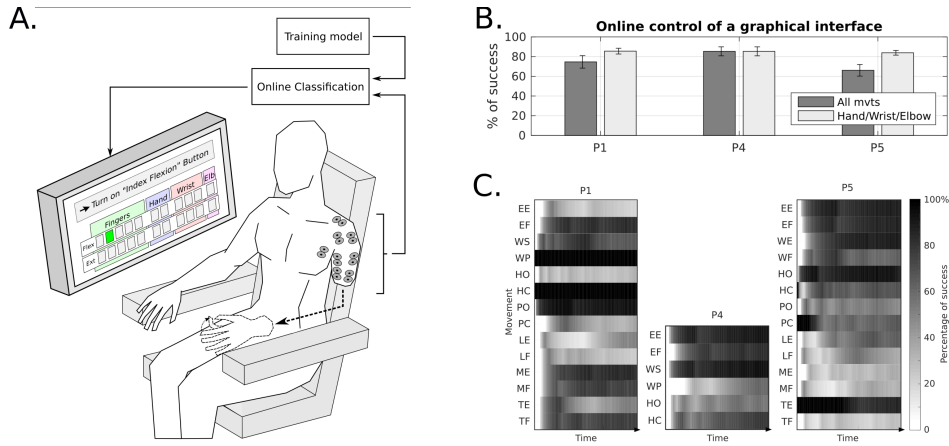 A.
Training model
Online Classification
Turn on "Index Flexion" Button
Fingers
Hand
Wrist
Elb
Flex
Ext
B.
Online control of a graphical interface
% of success
100
80
60
40
20
0
All mvts
Hand/Wrist/Elbow
P1
P4
P5
C.
P1
Movement
EE
EF
WS
WP
HO
HC
PO
PC
LE
LF
ME
MF
TE
TF
Time
P4
EE
EF
WS
WP
HO
HC
Time
P5
EE
EF
WE
WF
HO
HC
PO
PC
LE
LF
ME
MF
TE
TF
Time
100%
80
60
40
20
0
Percentage of success